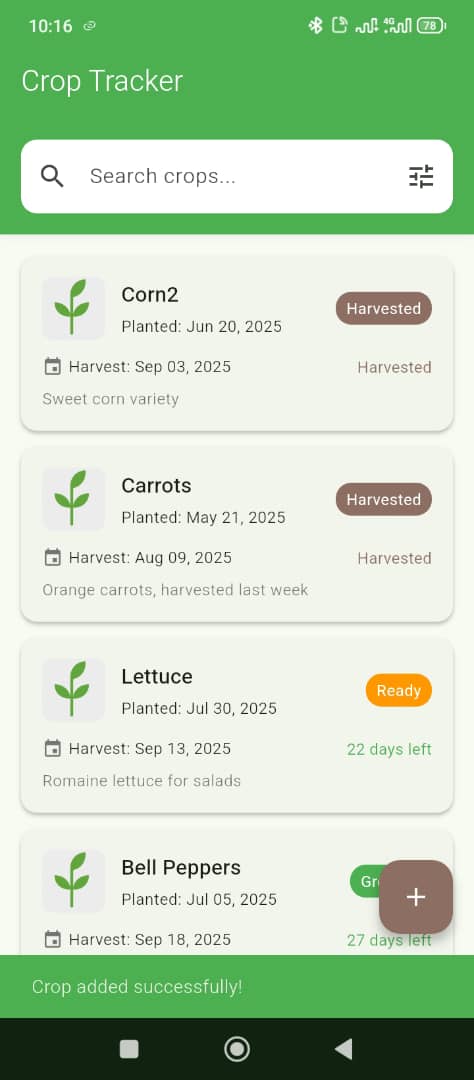 10:16 4G 78
Crop Tracker
Search crops...
Corn2
Harvested
Planted: Jun 20, 2025
Harvest: Sep 03, 2025 Harvested
Sweet corn variety
Carrots
Harvested
Planted: May 21, 2025
Harvest: Aug 09, 2025 Harvested
Orange carrots, harvested last week
Lettuce
Ready
Planted: Jul 30, 2025
Harvest: Sep 13, 2025 22 days left
Romaine lettuce for salads
Bell Peppers
Planted: Jul 05, 2025
Harvest: Sep 18, 2025 27 days left
Crop added successfully!